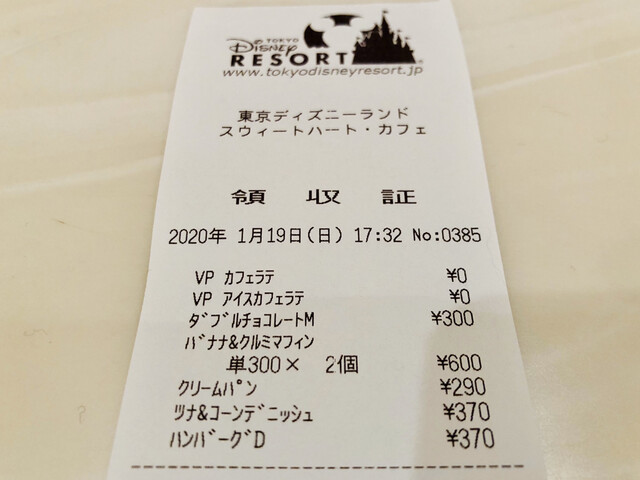 TOKYO
Disney
RESORT
www.tokyodisneyresort.jp
東京ディズニーランド
スウィートハート・カフェ
領 収 証
2020年 1月19日(日) 17:32 No:0385
VP ｶﾌｪﾗﾃ ¥0
VP ｱｲｽｶﾌｪﾗﾃ ¥0
ﾀﾞﾌﾞﾙﾁｮｺﾚｰﾄM ¥300
ﾊﾞﾅﾅ&ｸﾙﾐﾏﾌｨﾝ
単300× 2個 ¥600
ｸﾘｰﾑﾊﾟﾝ ¥290
ﾂﾅ&ｺｰﾝﾃﾞﾆｯｼｭ ¥370
ﾊﾝﾊﾞｰｸﾞD ¥370